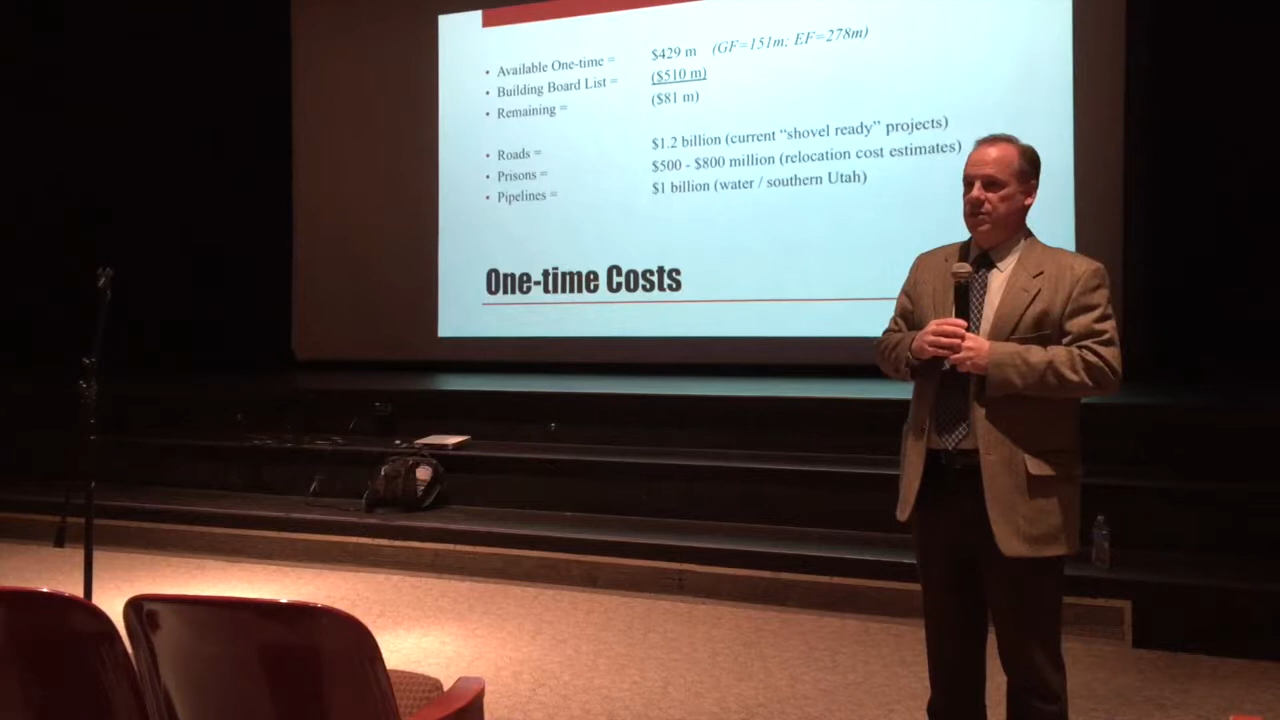 • Available One-time = $429 m (GF=151m; EF=278m)
• Building Board List = ($510 m)
• Remaining = ($81 m)
• Roads = $1.2 billion (current “shovel ready” projects)
• Prisons = $500 - $800 million (relocation cost estimates)
• Pipelines = $1 billion (water / southern Utah)
One-time Costs